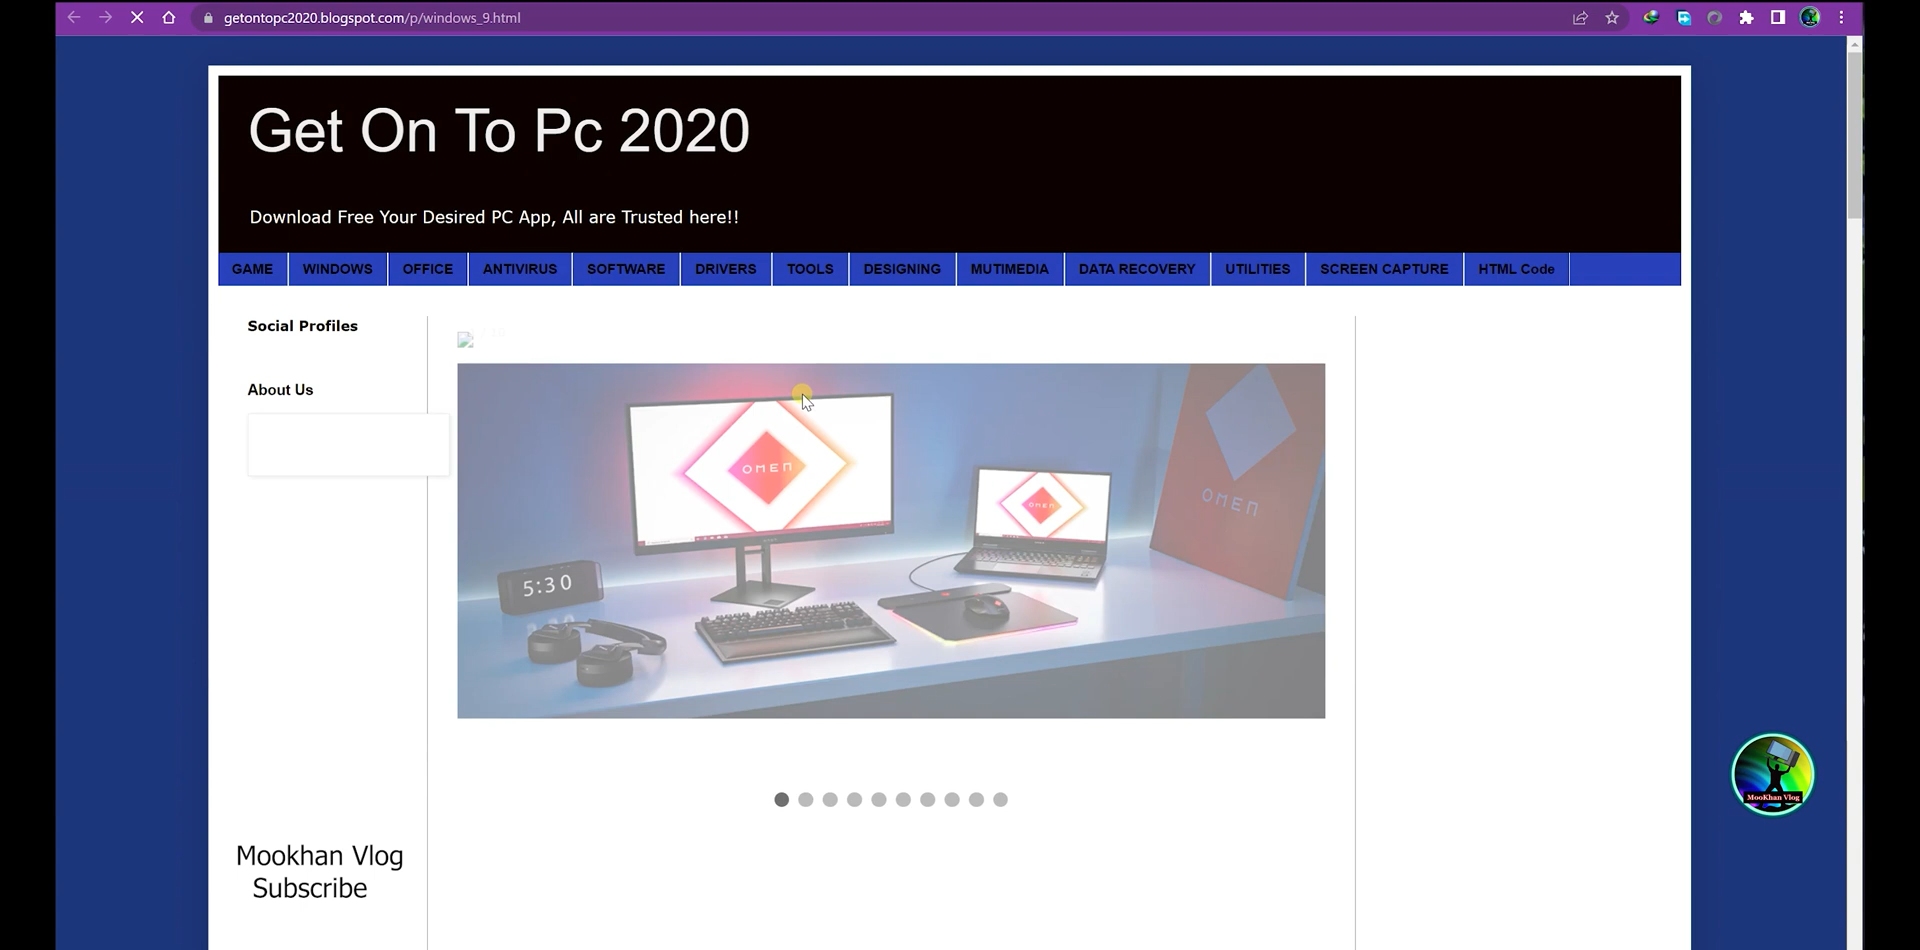 getontopc2020.blogspot.com/p/windows_9.html
Get On To Pc 2020
Download Free Your Desired PC App, All are Trusted here!!
GAME WINDOWS OFFICE ANTIVIRUS SOFTWARE DRIVERS TOOLS DESIGNING MUTIMEDIA DATA RECOVERY UTILITIES SCREEN CAPTURE HTML Code
Social Profiles
About Us
OMEN
OMEN
OMEN
5:30
MooKhan Vlog
Mookhan Vlog
Subscribe